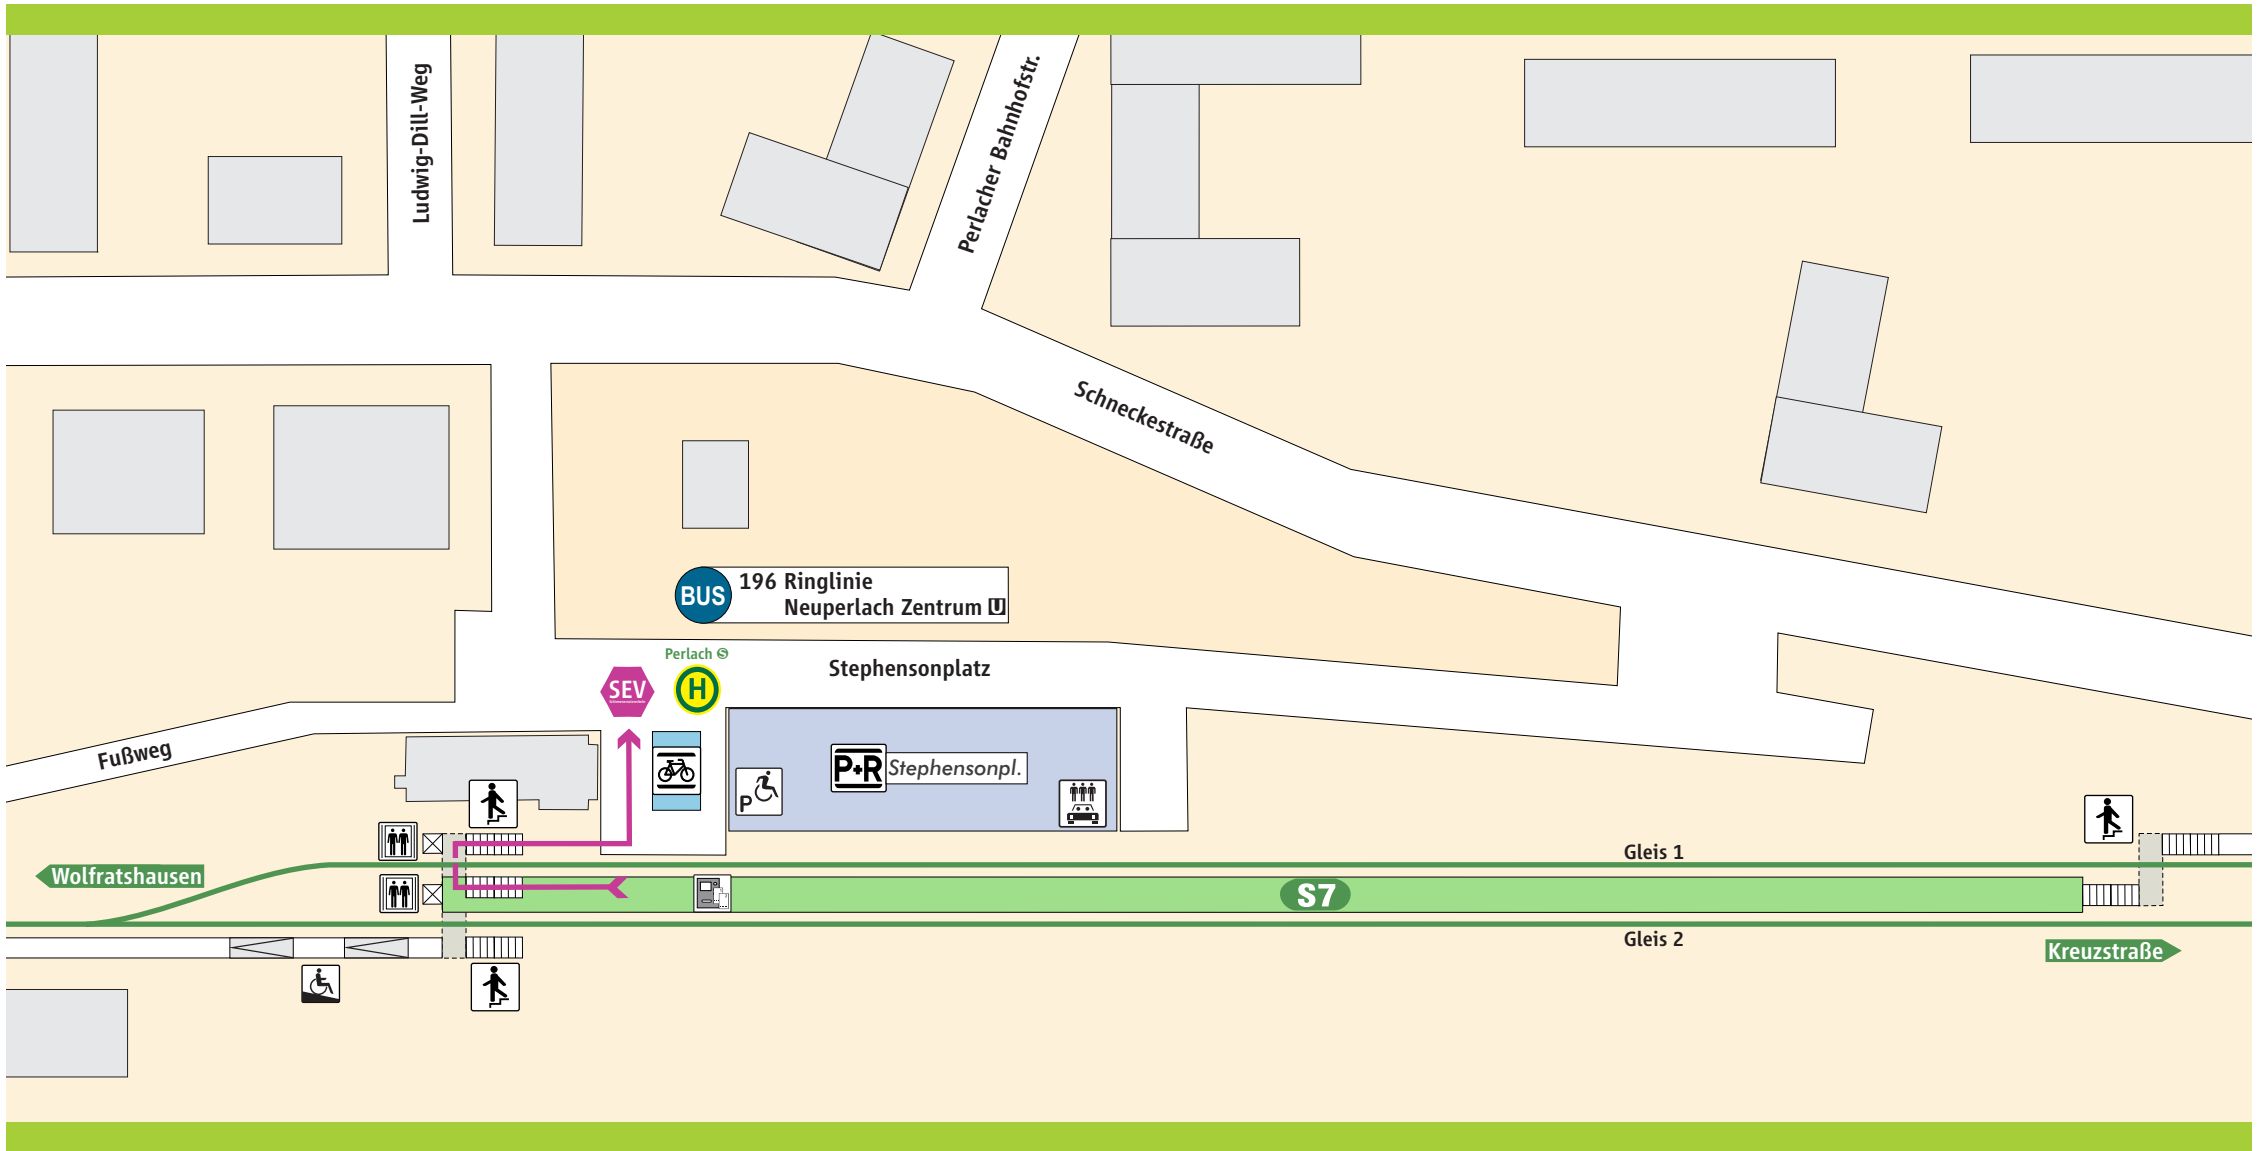 Ludwig-Dill-Weg
Perlacher Bahnhofstr.
Schneckestraße
BUS
196 Ringlinie
Neuperlach Zentrum U
Perlach S
SEV
H
Stephensonplatz
Fußweg
P
P+R
Stephensonpl.
Gleis 1
Wolfratshausen
S7
Gleis 2
Kreuzstraße